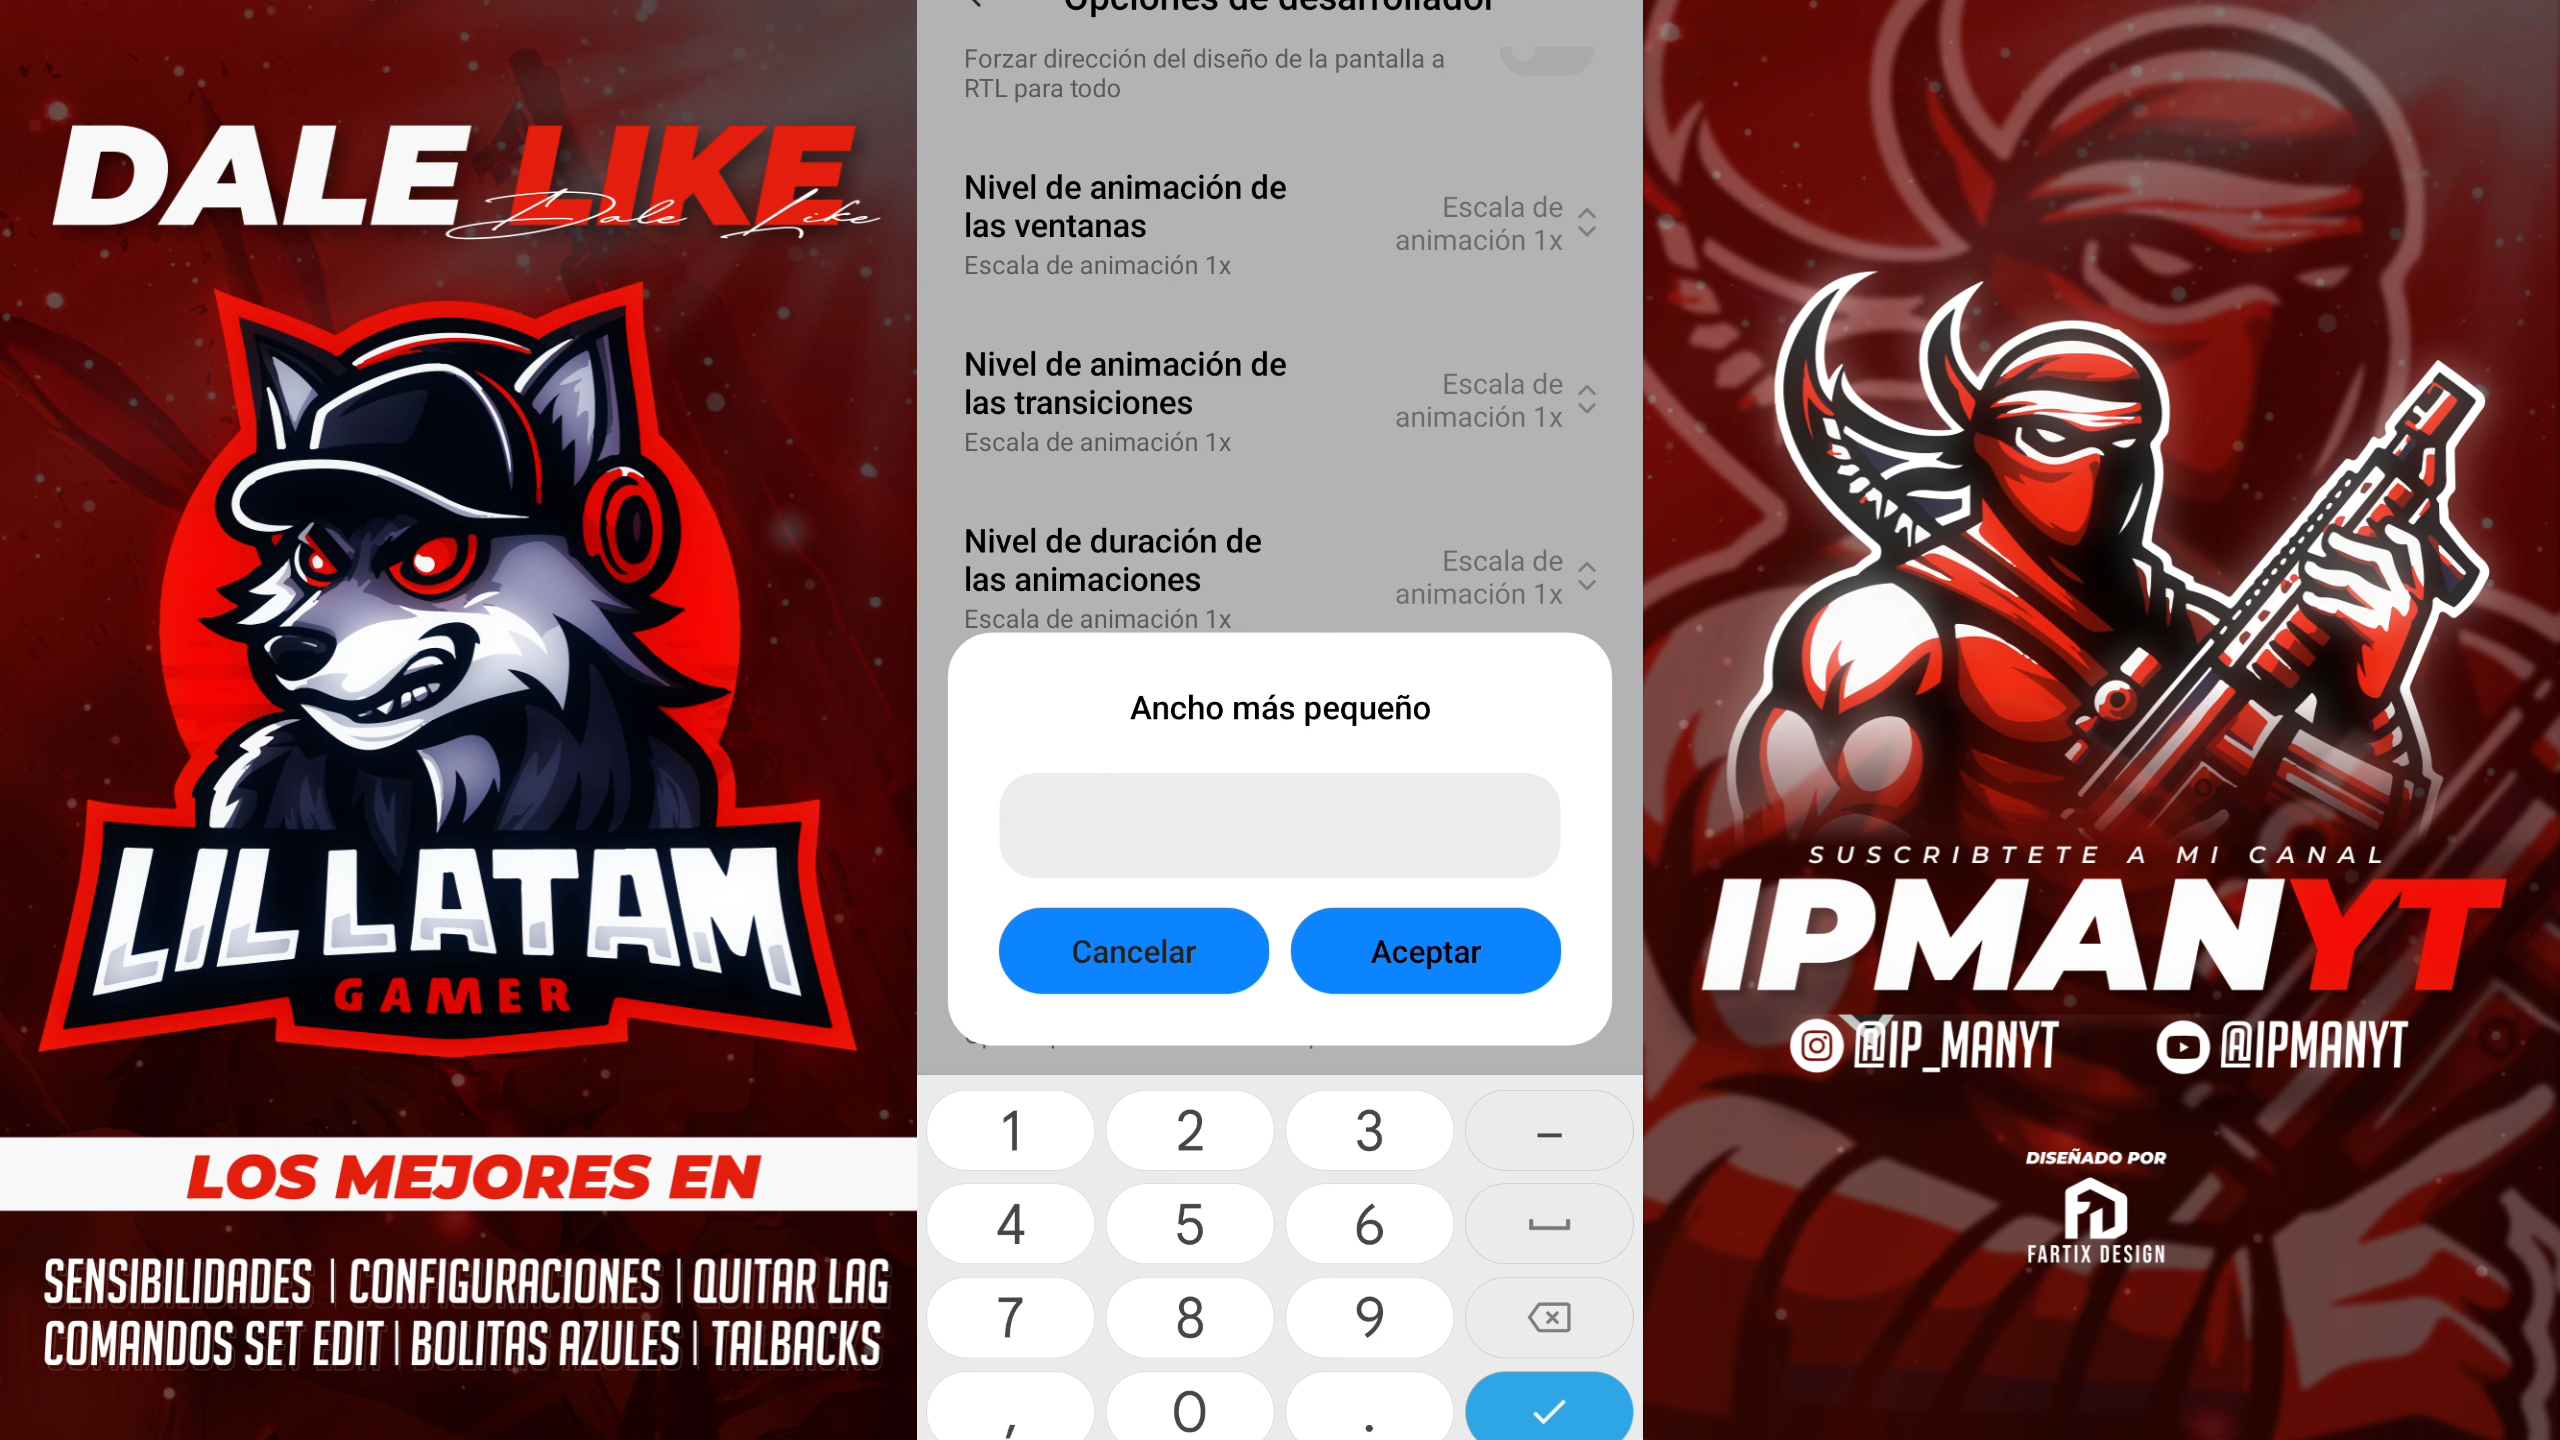 DALE LIKE
Dale Like
LIL LATAM
GAMER
LOS MEJORES EN
SENSIBILIDADES | CONFIGURACIONES | QUITAR LAG
COMANDOS SET EDIT | BOLITAS AZULES | TALBACKS
Opciones de desarrollador
Forzar dirección del diseño de la pantalla a
RTL para todo
Nivel de animación de
las ventanas
Escala de animación 1x
Escala de
animación 1x
Nivel de animación de
las transiciones
Escala de animación 1x
Escala de
animación 1x
Nivel de duración de
las animaciones
Escala de animación 1x
Escala de
animación 1x
Ancho más pequeño
Cancelar
Aceptar
1 2 3 –
4 5 6
7 8 9
, 0 .
SUSCRIBTETE A MI CANAL
IPMANYT
@IP_MANYT
@IPMANYT
DISEÑADO POR
FD
FARTIX DESIGN